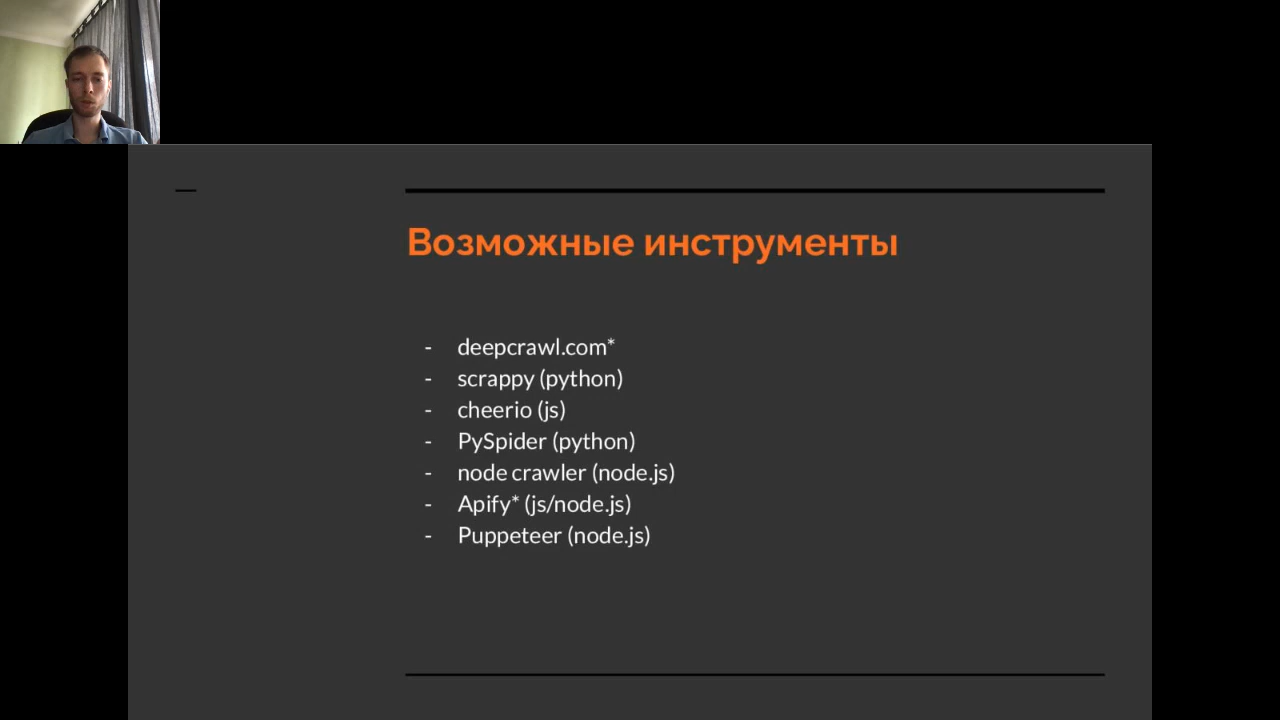 Возможные инструменты
- deepcrawl.com*
- scrappy (python)
- cheerio (js)
- PySpider (python)
- node crawler (node.js)
- Apify* (js/node.js)
- Puppeteer (node.js)